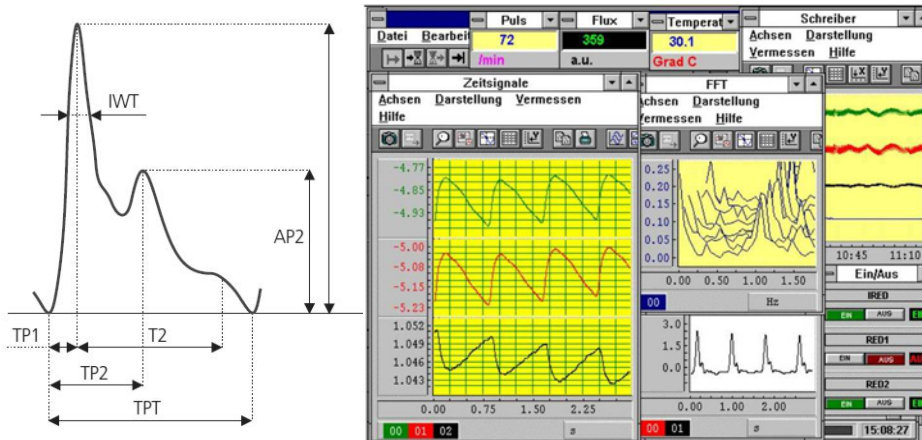 IWT
AP2
TP1
T2
TP2
TPT
Puls
72
/min
Flux
359
a.u.
Temperat
30.1
Grad C
Schreiber
Achsen Darstellung
Vermessen Hilfe
Datei Bearbeit
Zeitsignale
Achsen Darstellung Vermessen
Hilfe
-4.77
-4.85
-4.93
-5.00
-5.08
-5.15
-5.23
1.052
1.049
1.046
1.043
0.00 0.75 1.50 2.25
00 01 02 s
FFT
Achsen Darstellung
Vermessen Hilfe
0.25
0.20
0.15
0.10
0.05
0.00
0.00 0.50 1.00 1.50
00 Hz
3.0
1.5
0.0
0.00 1.00 2.00
00 01 s
10:45 11:10
Ein/Aus
IRED
EIN AUS EI
RED1
EIN AUS AU
RED2
EIN AUS EI
15:08:27